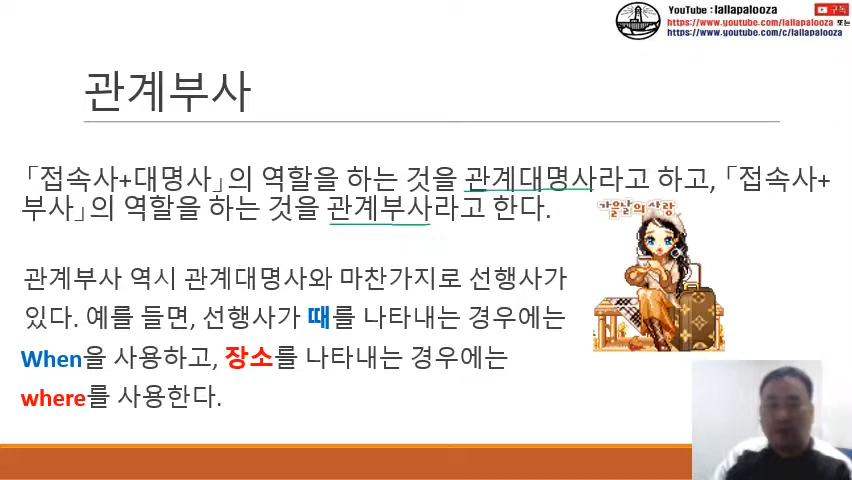 YouTube : lallapalooza
구독
https://www.youtube.com/lallapalooza 또는
https://www.youtube.com/c/lallapalooza
관계부사
「접속사+대명사」의 역할을 하는 것을 관계대명사라고 하고, 「접속사+
부사」의 역할을 하는 것을 관계부사라고 한다.
가을날의 사랑
관계부사 역시 관계대명사와 마찬가지로 선행사가
있다. 예를 들면, 선행사가 때를 나타내는 경우에는
When을 사용하고, 장소를 나타내는 경우에는
where를 사용한다.